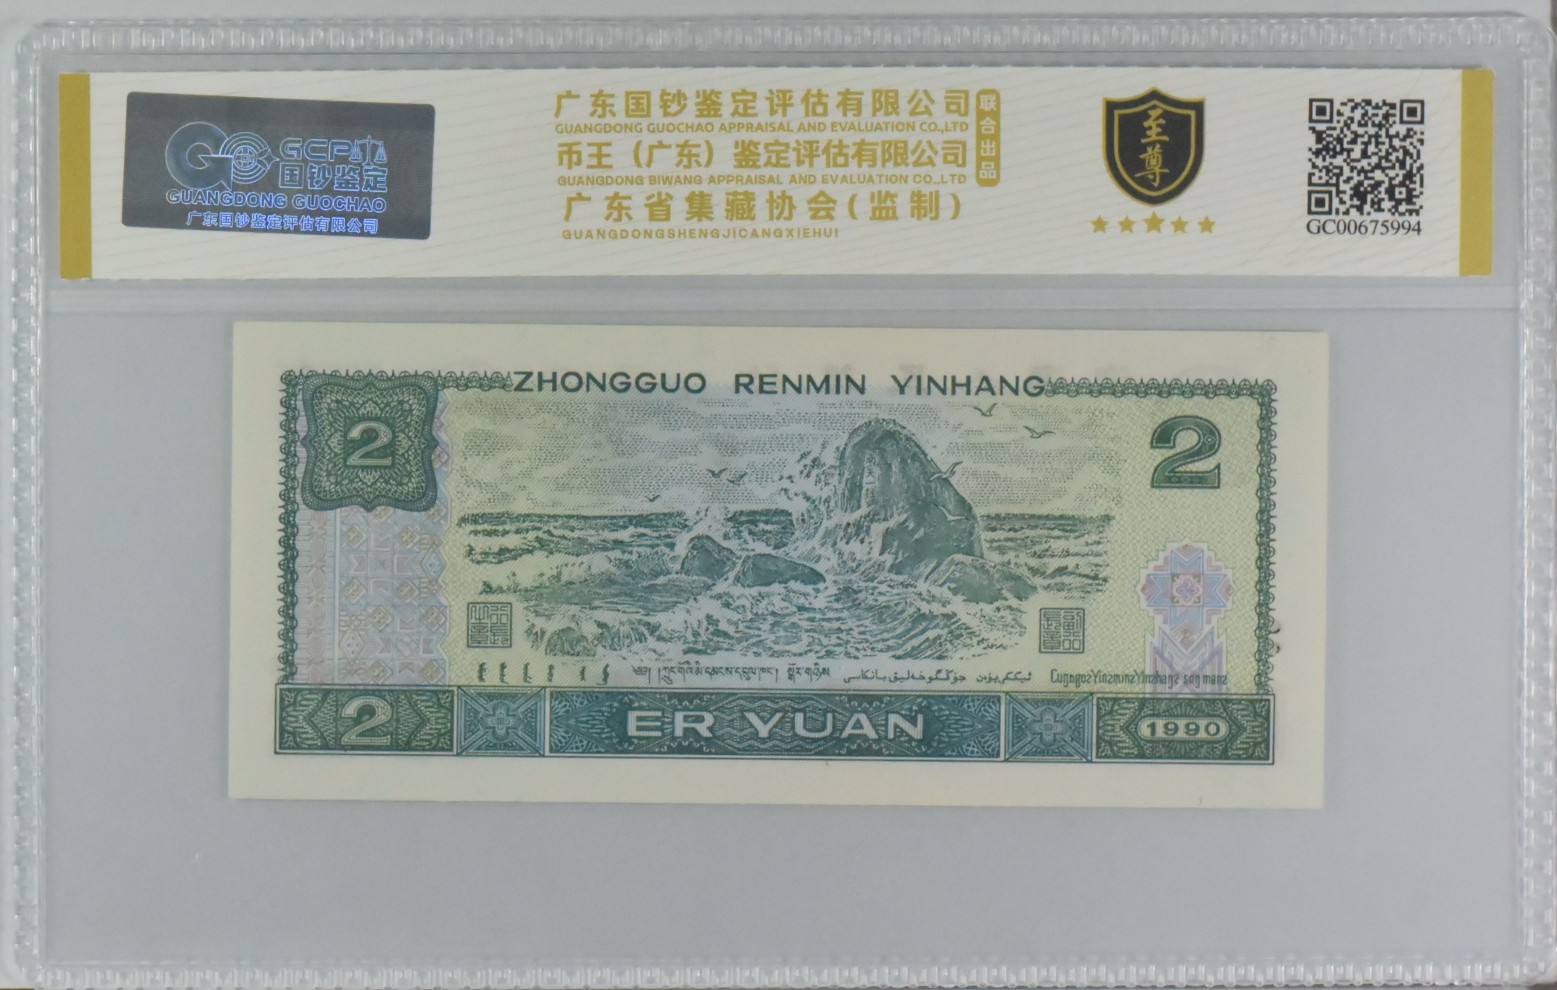 GCP
国钞鉴定
GUANGDONG GUOCHAO
广东国钞鉴定评估有限公司
广东国钞鉴定评估有限公司
GUANGDONG GUOCHAO APPRAISAL AND EVALUATION CO.,LTD
币王（广东）鉴定评估有限公司
GUANGDONG BIWANG APPRAISAL AND EVALUATION CO.,LTD
联合出品
广东省集藏协会(监制)
GUANGDONGSHENGJICANGXIEHUI
至尊
GC00675994
ZHONGGUO RENMIN YINHANG
2
2
2
ER YUAN
1990